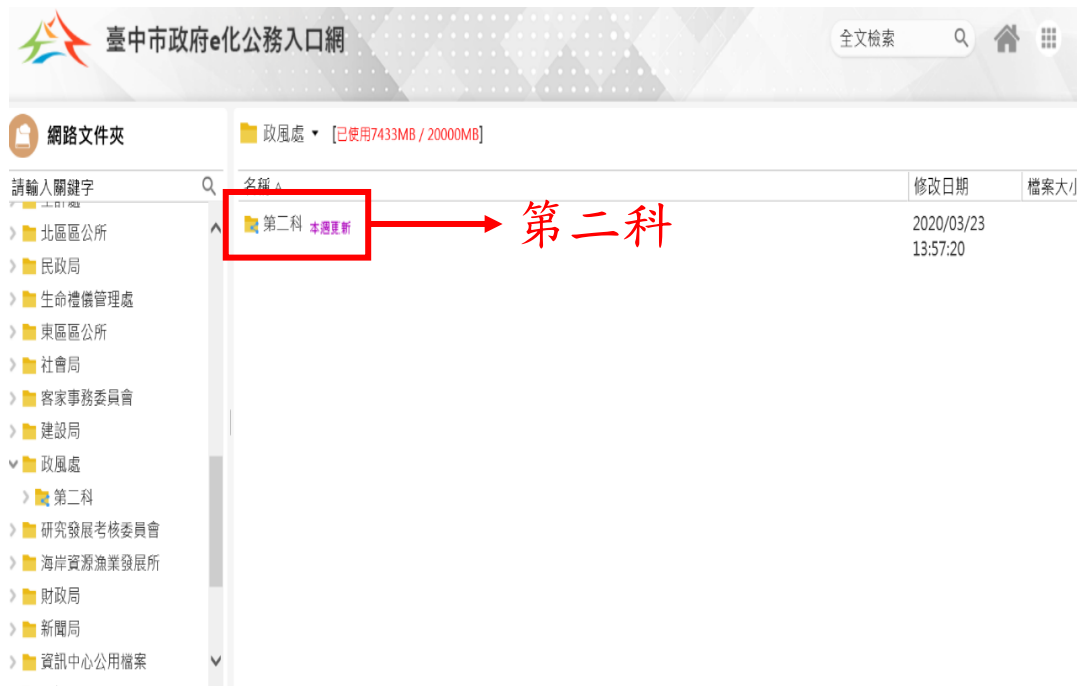 臺中市政府e化公務入口網
全文檢索
網路文件夾
政風處 [已使用7433MB / 20000MB]
請輸入關鍵字
名稱
修改日期
檔案大小
第二科 本週更新
第二科
2020/03/23
13:57:20
北區區公所
民政局
生命禮儀管理處
東區區公所
社會局
客家事務委員會
建設局
政風處
第二科
研究發展考核委員會
海岸資源漁業發展所
財政局
新聞局
資訊中心公用檔案